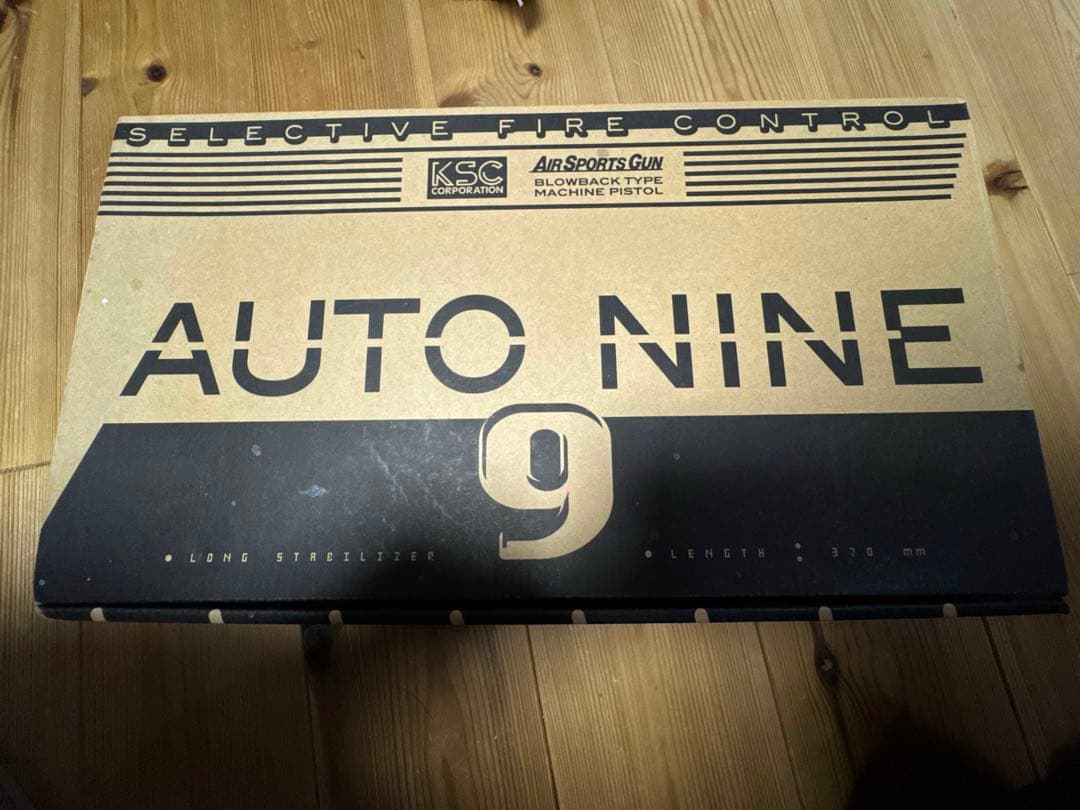 SELECTIVE FIRE CONTROL
KSC
CORPORATION
AIR SPORTS GUN
BLOWBACK TYPE
MACHINE PISTOL
AUTO NINE
9
• LONG STABILIZER
• LENGTH : 370 mm